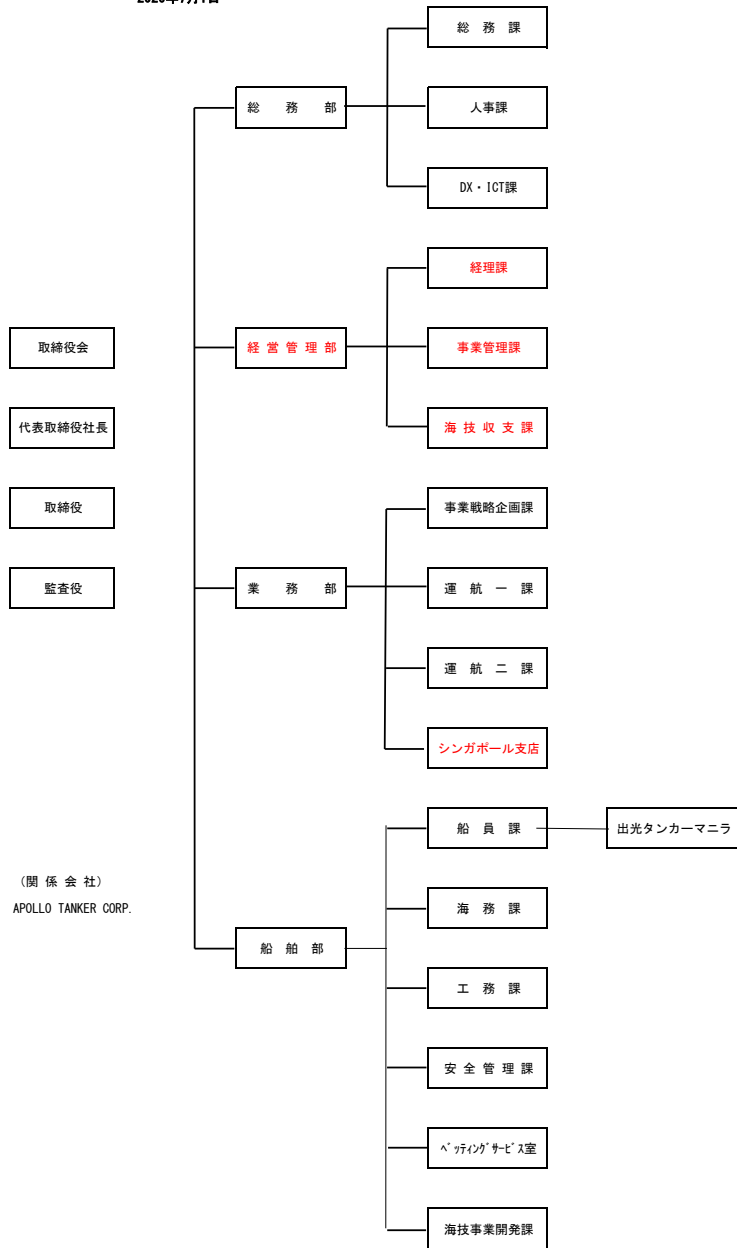 総 務 課
総 務 部
人事課
DX・ICT課
経理課
取締役会
経 営 管 理 部
事業管理課
代表取締役社長
海 技 収 支 課
取締役
事業戦略企画課
監査役
業 務 部
運 航 一 課
運 航 二 課
シンガポール支店
船 員 課
出光タンカーマニラ
（関 係 会 社）
APOLLO TANKER CORP.
海 務 課
船 舶 部
工 務 課
安 全 管 理 課
ﾍﾞｯﾃｨﾝｸﾞｻｰﾋﾞｽ室
海技事業開発課